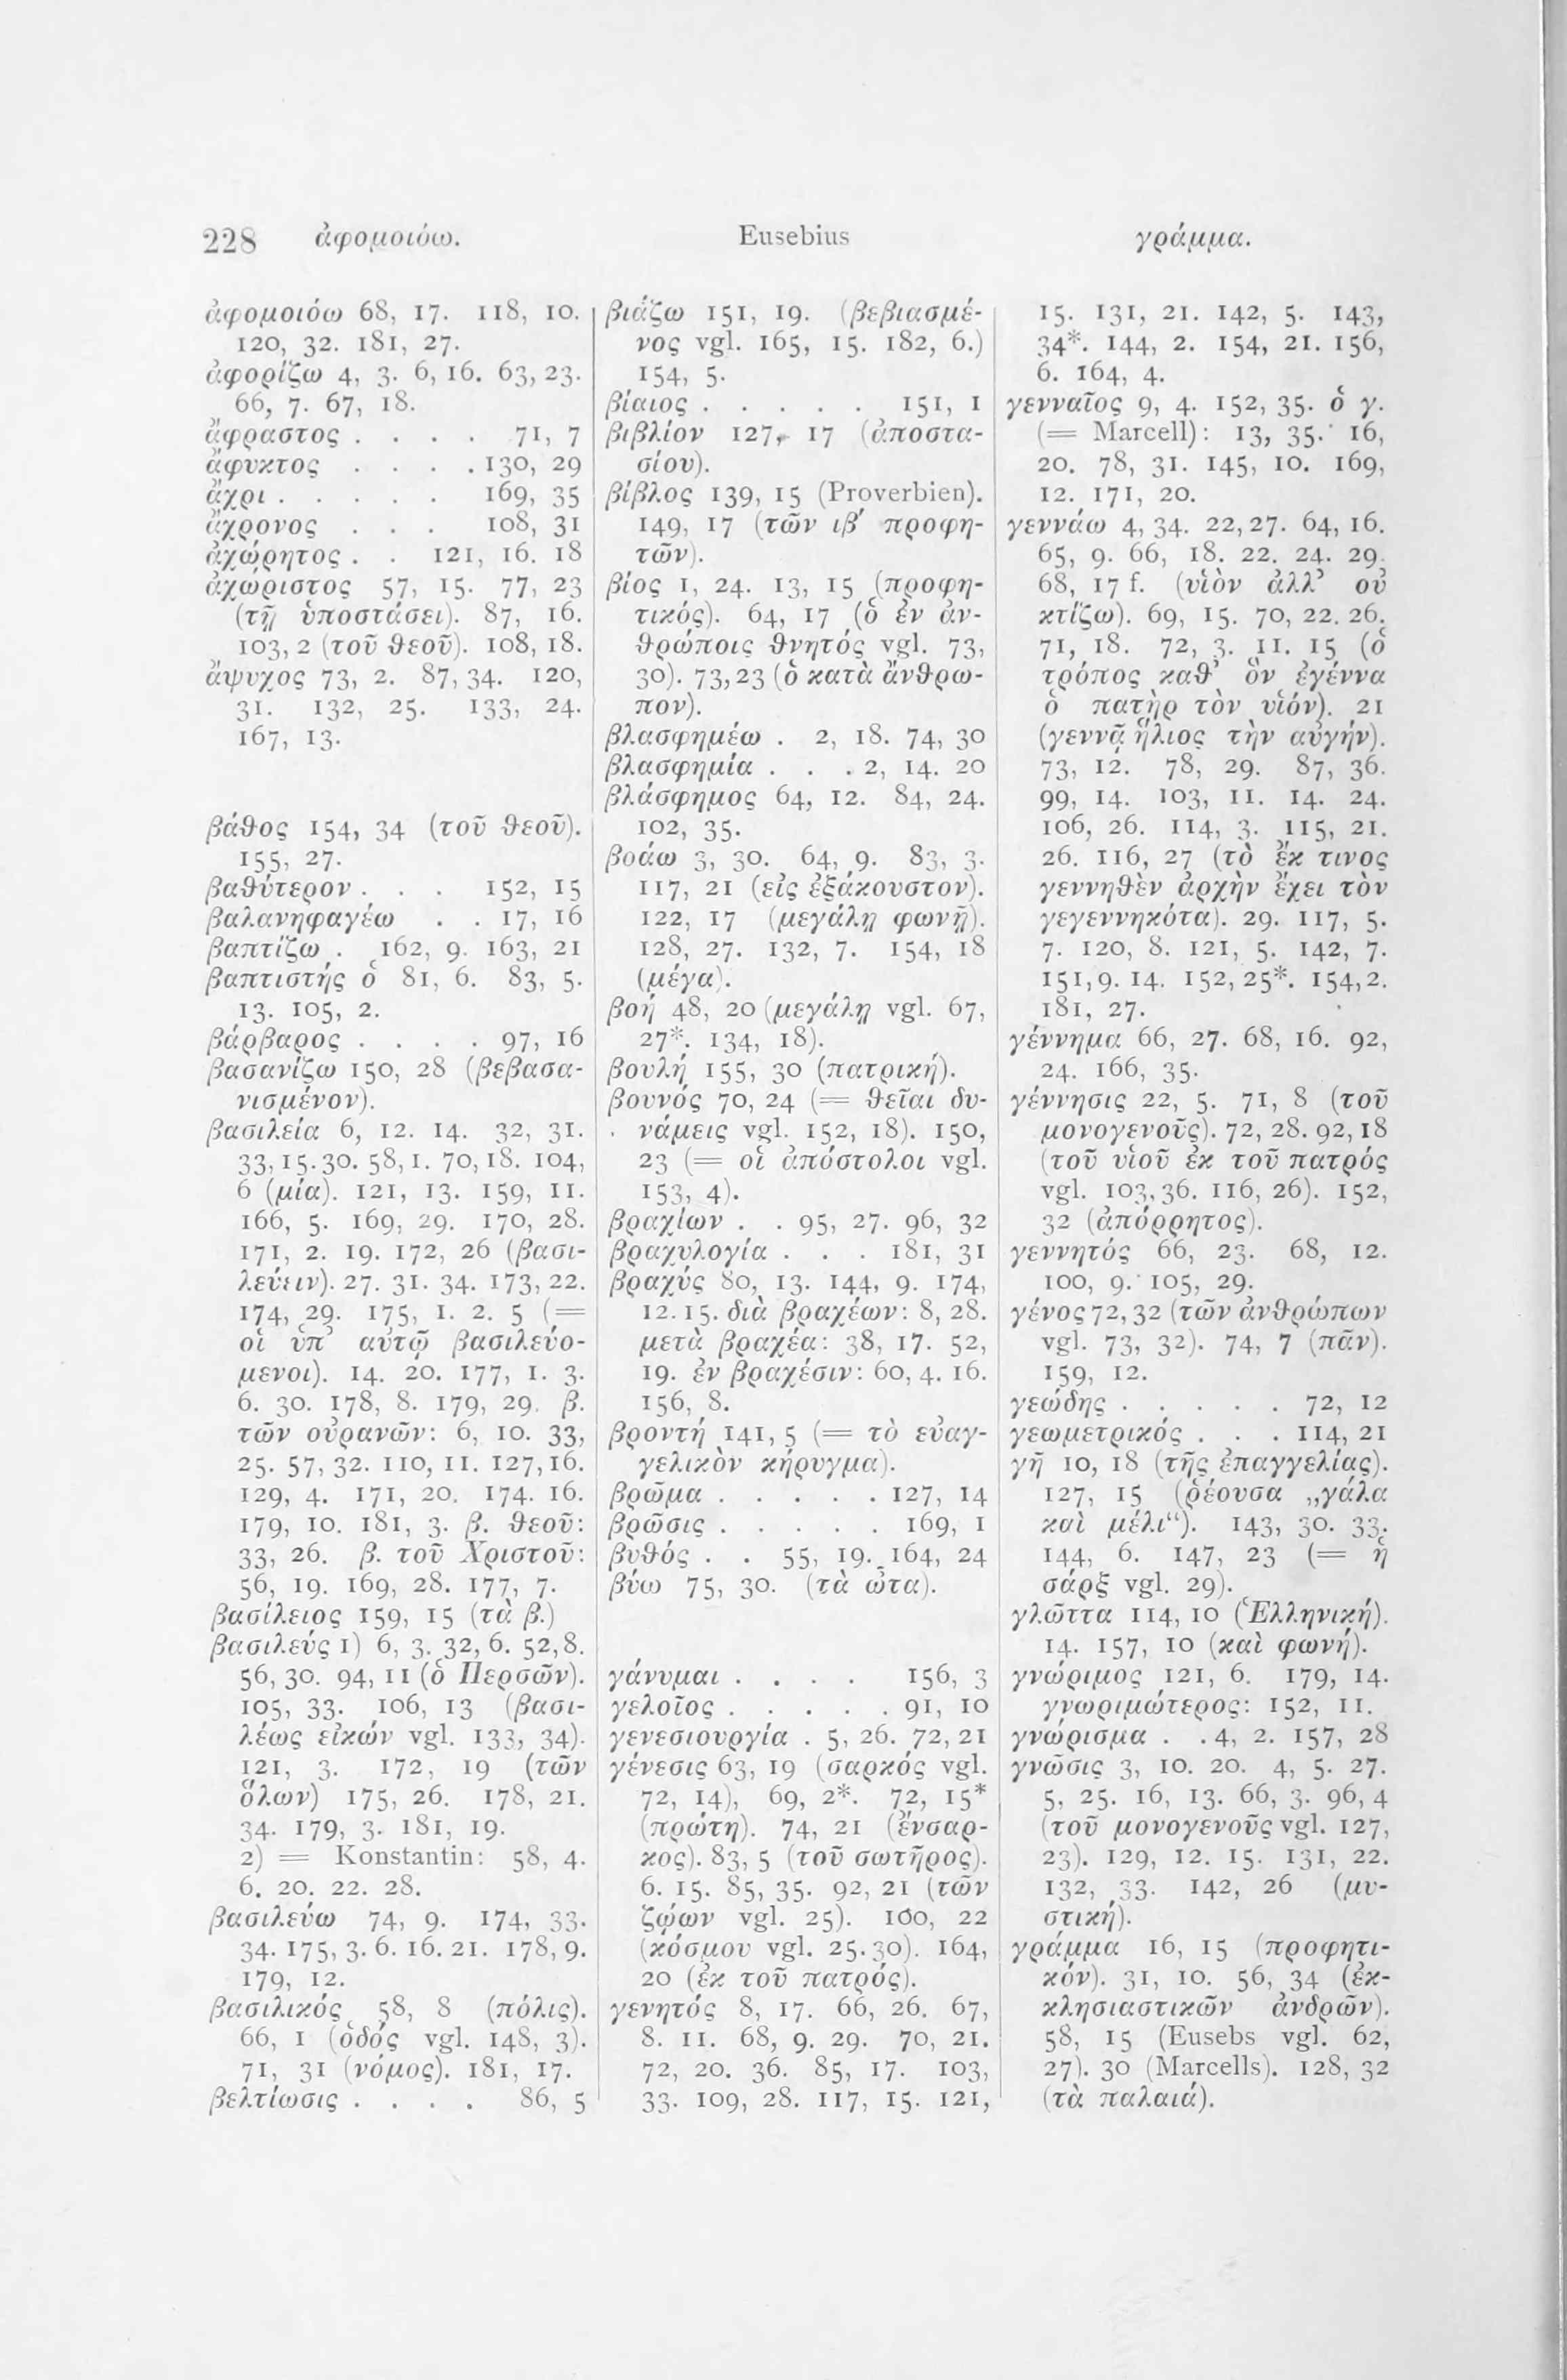 228 ἀφομοιόω. Eusebius γράμμα.
ἀφομοιόω 68, 17. 118, 10.
120, 32. 181, 27.
ἀφορίζω 4, 3. 6, 16. 63, 23.
66, 7. 67, 18.
ἄφραστος . . . . 71, 7
ἄφυκτος . . . . 130, 29
ἄχρι . . . . . 169, 35
ἄχρονος . . . 108, 31
ἀχώρητος . . 121, 16. 18
ἀχώριστος 57, 15. 77, 23
(τῇ ὑποστάσει). 87, 16.
103, 2 (τοῦ θεοῦ). 108, 18.
ἄψυχος 73, 2. 87, 34. 120,
31. 132, 25. 133, 24.
167, 13.
βάθος 154, 34 (τοῦ θεοῦ).
155, 27.
βαθύτερον . . . 152, 15
βαλανηφαγέω . . 17, 16
βαπτίζω . 162, 9. 163, 21
βαπτιστής ὁ 81, 6. 83, 5.
13. 105, 2.
βάρβαρος . . . . 97, 16
βασανίζω 150, 28 (βεβασα-
νισμένον).
βασιλεία 6, 12. 14. 32, 31.
33, 15. 30. 58, 1. 70, 18. 104,
6 (μία). 121, 13. 159, 11.
166, 5. 169, 29. 170, 28.
171, 2. 19. 172, 26 (βασι-
λεύειν). 27. 31. 34. 173, 22.
174, 29. 175, 1. 2. 5 (=
οἱ ὑπ’ αὐτῷ βασιλευό-
μενοι). 14. 20. 177, 1. 3.
6. 30. 178, 8. 179, 29. β.
τῶν οὐρανῶν: 6, 10. 33,
25. 57, 32. 110, 11. 127, 16.
129, 4. 171, 20. 174. 16.
179, 10. 181, 3. β. θεοῦ:
33, 26. β. τοῦ Χριστοῦ:
56, 19. 169, 28. 177, 7.
βασίλειος 159, 15 (τὰ β.)
βασιλεύς 1) 6, 3. 32, 6. 52, 8.
56, 30. 94, 11 (ὁ Περσῶν).
105, 33. 106, 13 (βασι-
λέως εἰκών vgl. 133, 34).
121, 3. 172, 19 (τῶν
ὅλων) 175, 26. 178, 21.
34. 179, 3. 181, 19.
2) = Konstantin: 58, 4.
6. 20. 22. 28.
βασιλεύω 74, 9. 174, 33.
34. 175, 3. 6. 16. 21. 178, 9.
179, 12.
βασιλικός 58, 8 (πόλις).
66, 1 (ὁδός vgl. 148, 3).
71, 31 (νόμος). 181, 17.
βελτίωσις . . . . 86, 5
βιάζω 151, 19. (βεβιασμέ-
νος vgl. 165, 15. 182, 6.)
154, 5.
βίαιος . . . . . 151, 1
βιβλίον 127, 17 (ἀποστα-
σίου).
βίβλος 139, 15 (Proverbien).
149, 17 (τῶν ιβ′ προφη-
τῶν).
βίος 1, 24. 13, 15 (προφη-
τικός). 64, 17 (ὁ ἐν ἀν-
θρώποις θνητός vgl. 73,
30). 73, 23 (ὁ κατὰ ἄνθρω-
πον).
βλασφημέω . 2, 18. 74, 30
βλασφημία . . . 2, 14. 20
βλάσφημος 64, 12. 84, 24.
102, 35.
βοάω 3, 30. 64, 9. 83, 3.
117, 21 (εἰς ἐξάκουστον).
122, 17 (μεγάλῃ φωνῇ).
128, 27. 132, 7. 154, 18
(μέγα).
βοή 48, 20 (μεγάλῃ vgl. 67,
27*. 134, 18).
βουλή 155, 30 (πατρική).
βουνός 70, 24 (= θεῖαι δυ-
νάμεις vgl. 152, 18). 150,
23 (= οἱ ἀπόστολοι vgl.
153, 4).
βραχίων . . 95, 27. 96, 32
βραχυλογία . . . 181, 31
βραχύς 80, 13. 144, 9. 174,
12. 15. διὰ βραχέων: 8, 28.
μετὰ βραχέα: 38, 17. 52,
19. ἐν βραχέσιν: 60, 4. 16.
156, 8.
βροντή 141, 5 (= τὸ εὐαγ-
γελικὸν κήρυγμα).
βρῶμα . . . . . 127, 14
βρῶσις . . . . . 169, 1
βυθός . . 55, 19. 164, 24
βύω 75, 30. (τὰ ὦτα).
γάνυμαι . . . . 156, 3
γελοῖος . . . . . 91, 10
γενεσιουργία . 5, 26. 72, 21
γένεσις 63, 19 (σαρκός vgl.
72, 14), 69, 2*. 72, 15*
(πρώτη). 74, 21 (ἔνσαρ-
κος). 83, 5 (τοῦ σωτῆρος).
6. 15. 85, 35. 92, 21 (τῶν
ζῴων vgl. 25). 100, 22
(κόσμου vgl. 25. 30). 164,
20 (ἐκ τοῦ πατρός).
γενητός 8, 17. 66, 26. 67,
8. 11. 68, 9. 29. 70, 21.
72, 20. 36. 85, 17. 103,
33. 109, 28. 117, 15. 121,
15. 131, 21. 142, 5. 143,
34*. 144, 2. 154, 21. 156,
6. 164, 4.
γενναῖος 9, 4. 152, 35. ὁ γ.
(= Marcell): 13, 35. 16,
20. 78, 31. 145, 10. 169,
12. 171, 20.
γεννάω 4, 34. 22, 27. 64, 16.
65, 9. 66, 18. 22. 24. 29.
68, 17 f. (υἱὸν ἀλλ’ οὐ
κτίζω). 69, 15. 70, 22. 26.
71, 18. 72, 3. 11. 15 (ὁ
τρόπος καθ’ ὃν ἐγέννα
ὁ πατὴρ τὸν υἱόν). 21
(γεννᾷ ἥλιος τὴν αὐγήν).
73, 12. 78, 29. 87, 36.
99, 14. 103, 11. 14. 24.
106, 26. 114, 3. 115, 21.
26. 116, 27 (τὸ ἔκ τινος
γεννηθὲν ἀρχὴν ἔχει τὸν
γεγεννηκότα). 29. 117, 5.
7. 120, 8. 121, 5. 142, 7.
151, 9. 14. 152, 25*. 154, 2.
181, 27.
γέννημα 66, 27. 68, 16. 92,
24. 166, 35.
γέννησις 22, 5. 71, 8 (τοῦ
μονογενοῦς). 72, 28. 92, 18
(τοῦ υἱοῦ ἐκ τοῦ πατρός
vgl. 103, 36. 116, 26). 152,
32 (ἀπόρρητος).
γεννητός 66, 23. 68, 12.
100, 9. 105, 29.
γένος 72, 32 (τῶν ἀνθρώπων
vgl. 73, 32). 74, 7 (πᾶν).
159, 12.
γεώδης . . . . . 72, 12
γεωμετρικός . . . 114, 21
γῆ 10, 18 (τῆς ἐπαγγελίας).
127, 15 (ῥέουσα „γάλα
καὶ μέλι“). 143, 30. 33.
144, 6. 147, 23 (= ἡ
σάρξ vgl. 29).
γλῶττα 114, 10 (Ἑλληνική).
14. 157, 10 (καὶ φωνή).
γνώριμος 121, 6. 179, 14.
γνωριμώτερος: 152, 11.
γνώρισμα . . 4, 2. 157, 28
γνῶσις 3, 10. 20. 4, 5. 27.
5, 25. 16, 13. 66, 3. 96, 4
(τοῦ μονογενοῦς vgl. 127,
23). 129, 12. 15. 131, 22.
132, 33. 142, 26 (μυ-
στική).
γράμμα 16, 15 (προφητι-
κόν). 31, 10. 56, 34 (ἐκ-
κλησιαστικῶν ἀνδρῶν).
58, 15 (Eusebs vgl. 62,
27). 30 (Marcells). 128, 32
(τὰ παλαιά).